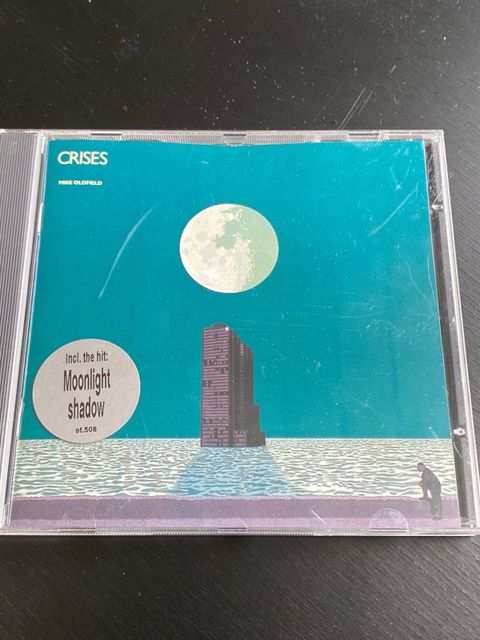 CRISES
MIKE OLDFIELD
incl. the hit:
Moonlight
shadow
st.508